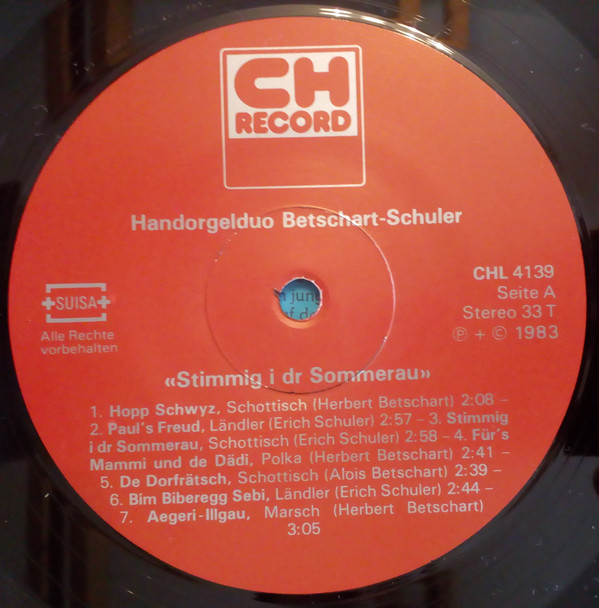 CH
RECORD
Handorgelduo Betschart-Schuler
CHL 4139
Seite A
Stereo 33 T
Ⓟ + © 1983
+SUISA+
Alle Rechte
vorbehalten
jun
«Stimmig i dr Sommerau»
1. Hopp Schwyz, Schottisch (Herbert Betschart) 2:08 –
2. Paul's Freud, Ländler (Erich Schuler) 2:57 – 3. Stimmig
i dr Sommerau, Schottisch (Erich Schuler) 2:58 – 4. Für's
Mammi und de Dädi, Polka (Herbert Betschart) 2:41 –
5. De Dorfrätsch, Schottisch (Alois Betschart) 2:39 –
6. Bim Biberegg Sebi, Ländler (Erich Schuler) 2:44 –
7. Aegeri-Illgau, Marsch (Herbert Betschart)
3:05